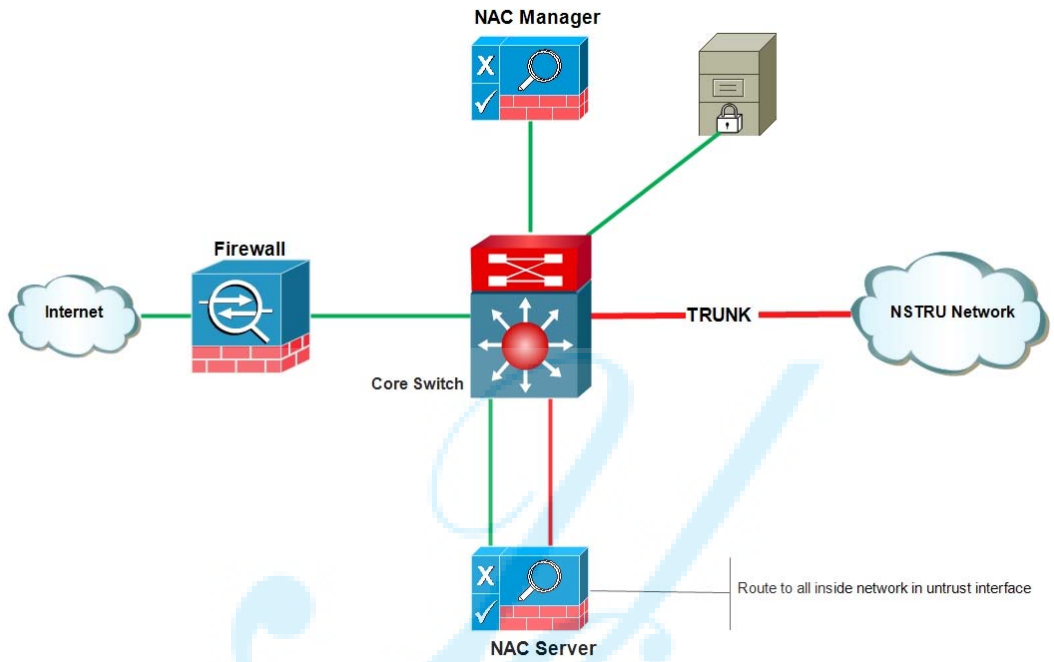 NAC Manager
Firewall
Internet
TRUNK
NSTRU Network
Core Switch
Route to all inside network in untrust interface
NAC Server